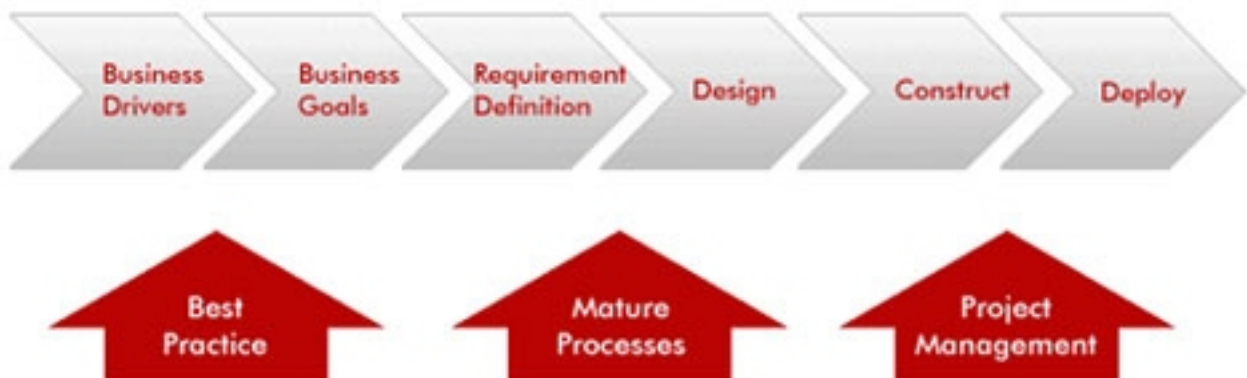 Business
Drivers
Business
Goals
Requirement
Definition
Design
Construct
Deploy
Best
Practice
Mature
Processes
Project
Management